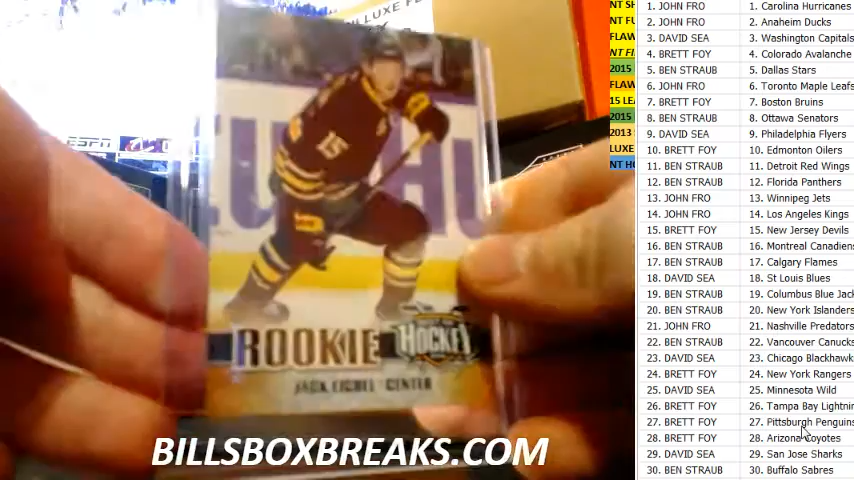 ROOKIE
HOCKEY
JACK EICHEL CENTER
15
BILLSBOXBREAKS.COM
2015
15 LEA
2015
2013
LUXE
NT HO
1. JOHN FRO 1. Carolina Hurricanes
2. JOHN FRO 2. Anaheim Ducks
3. DAVID SEA 3. Washington Capitals
4. BRETT FOY 4. Colorado Avalanche
5. BEN STRAUB 5. Dallas Stars
6. JOHN FRO 6. Toronto Maple Leafs
7. BRETT FOY 7. Boston Bruins
8. BEN STRAUB 8. Ottawa Senators
9. DAVID SEA 9. Philadelphia Flyers
10. BRETT FOY 10. Edmonton Oilers
11. BEN STRAUB 11. Detroit Red Wings
12. BEN STRAUB 12. Florida Panthers
13. JOHN FRO 13. Winnipeg Jets
14. JOHN FRO 14. Los Angeles Kings
15. BRETT FOY 15. New Jersey Devils
16. BEN STRAUB 16. Montreal Canadiens
17. BEN STRAUB 17. Calgary Flames
18. DAVID SEA 18. St Louis Blues
19. BEN STRAUB 19. Columbus Blue Jack
20. BEN STRAUB 20. New York Islanders
21. JOHN FRO 21. Nashville Predators
22. BEN STRAUB 22. Vancouver Canucks
23. DAVID SEA 23. Chicago Blackhawk
24. BRETT FOY 24. New York Rangers
25. DAVID SEA 25. Minnesota Wild
26. BRETT FOY 26. Tampa Bay Lightnin
27. BRETT FOY 27. Pittsburgh Penguins
28. BRETT FOY 28. Arizona Coyotes
29. DAVID SEA 29. San Jose Sharks
30. BEN STRAUB 30. Buffalo Sabres